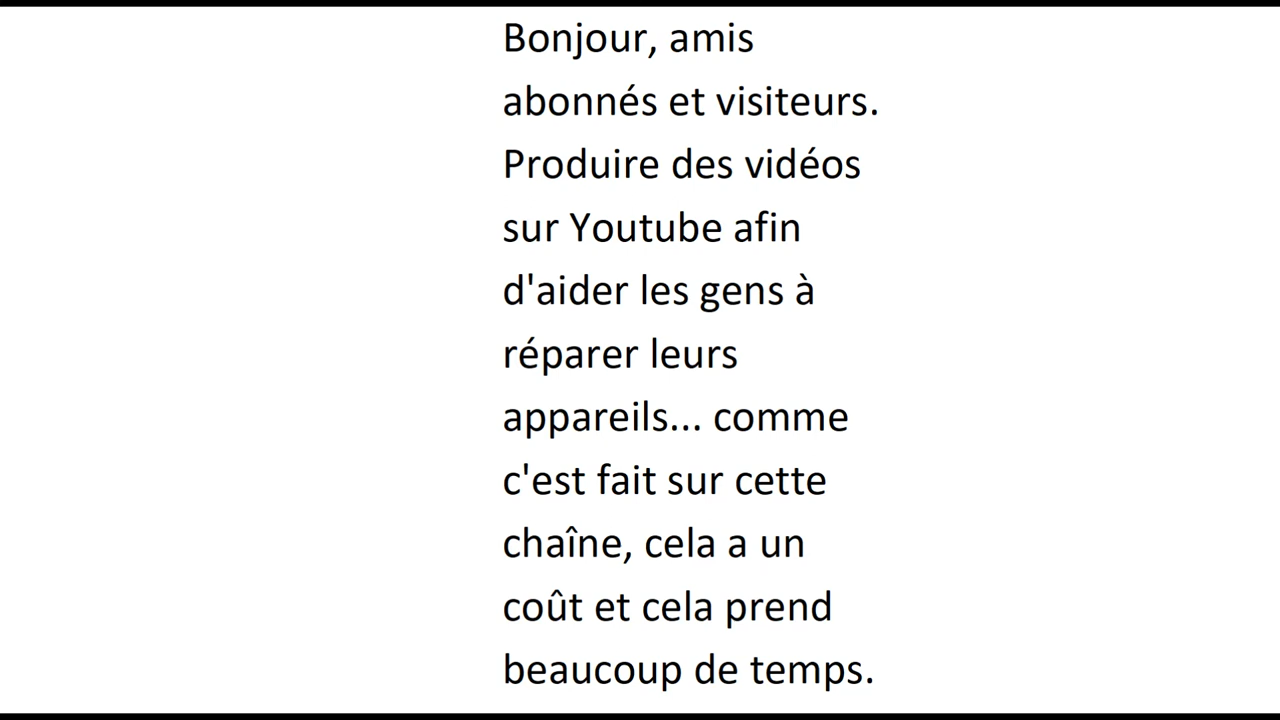 Bonjour, amis
abonnés et visiteurs.
Produire des vidéos
sur Youtube afin
d'aider les gens à
réparer leurs
appareils... comme
c'est fait sur cette
chaîne, cela a un
coût et cela prend
beaucoup de temps.